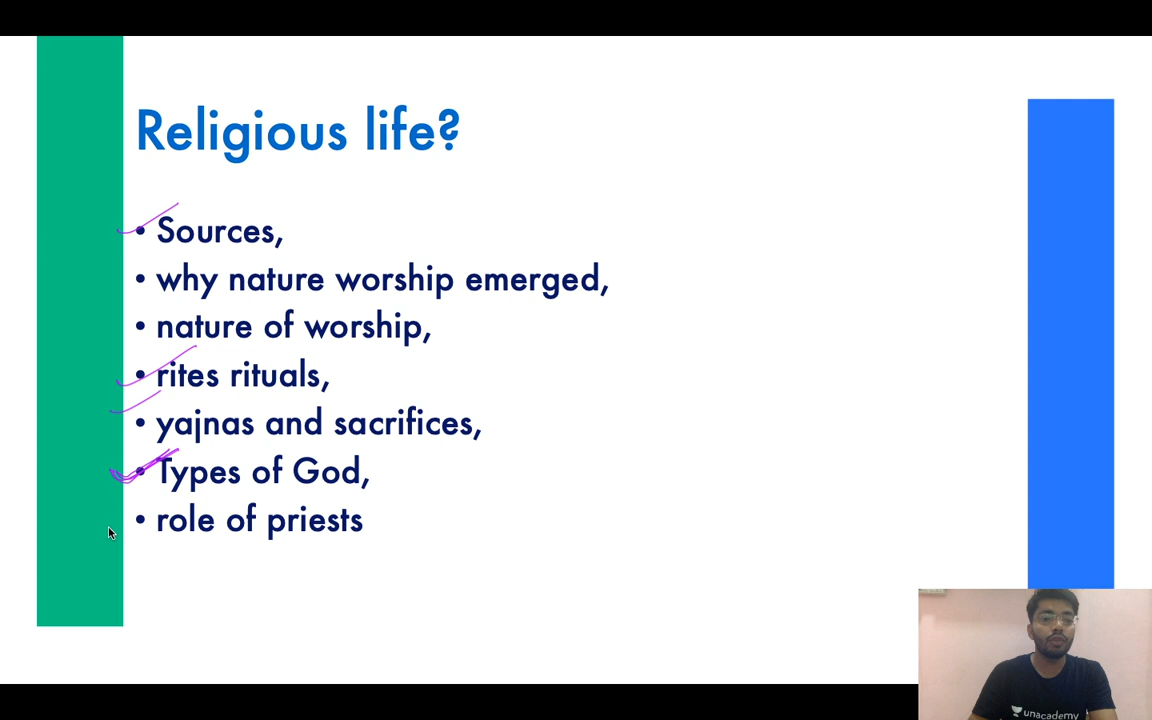 Religious life?
• Sources,
• why nature worship emerged,
• nature of worship,
• rites rituals,
• yajnas and sacrifices,
• Types of God,
• role of priests
unacademy